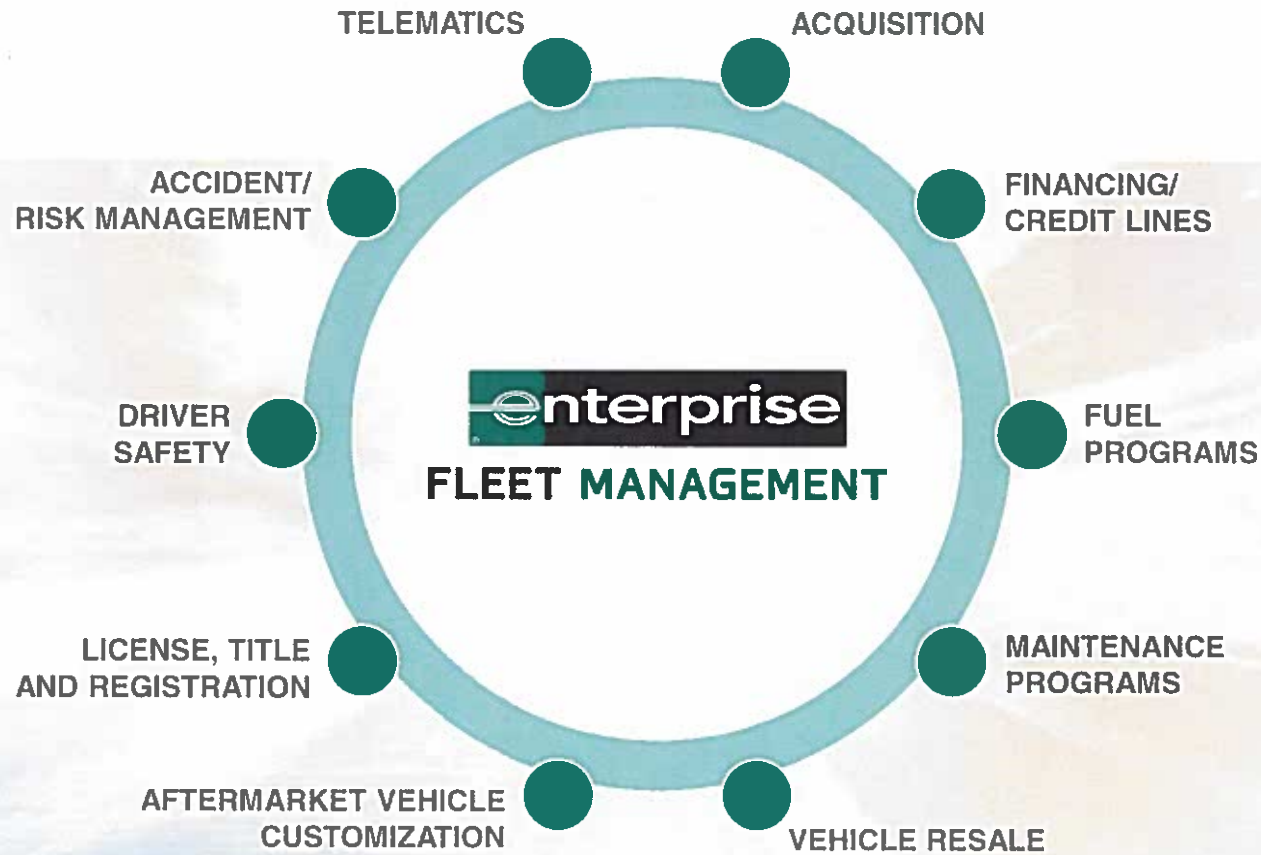 TELEMATICS
ACQUISITION
ACCIDENT/
RISK MANAGEMENT
FINANCING/
CREDIT LINES
DRIVER
SAFETY
enterprise
FLEET MANAGEMENT
FUEL
PROGRAMS
LICENSE, TITLE
AND REGISTRATION
MAINTENANCE
PROGRAMS
AFTERMARKET VEHICLE
CUSTOMIZATION
VEHICLE RESALE